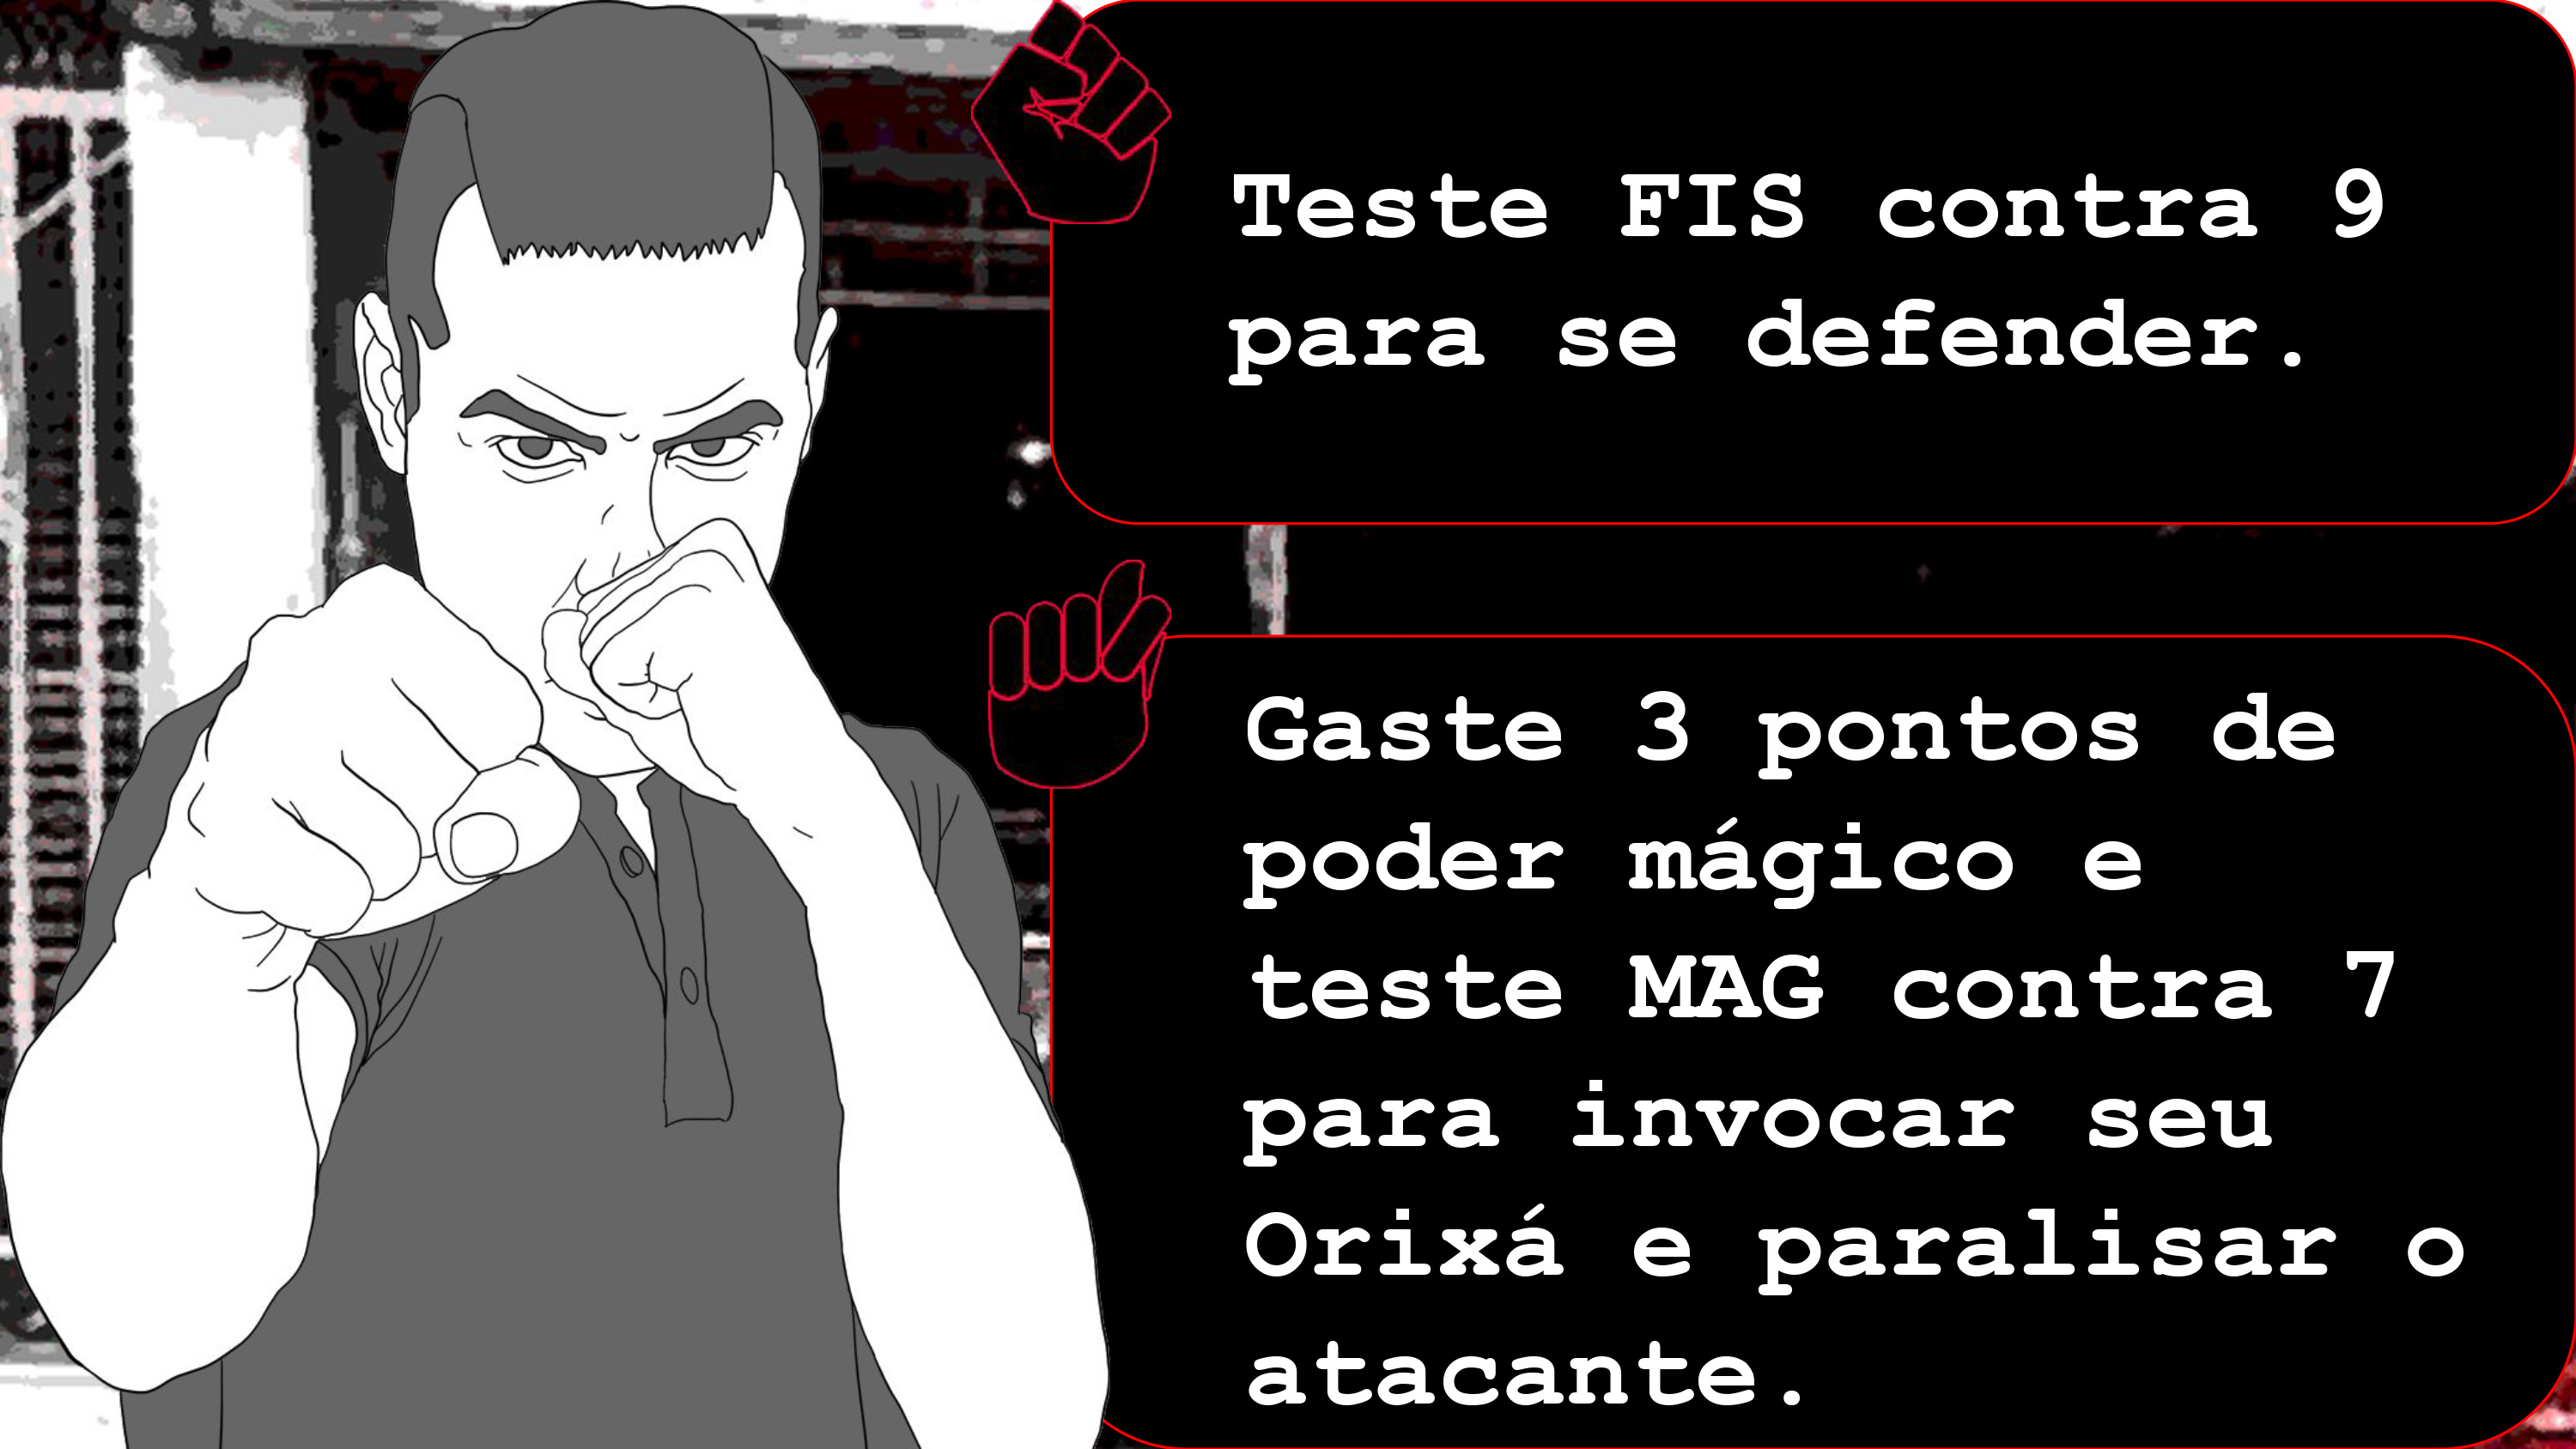 Teste FIS contra 9
para se defender.
Gaste 3 pontos de
poder mágico e
teste MAG contra 7
para invocar seu
Orixá e paralisar o
atacante.